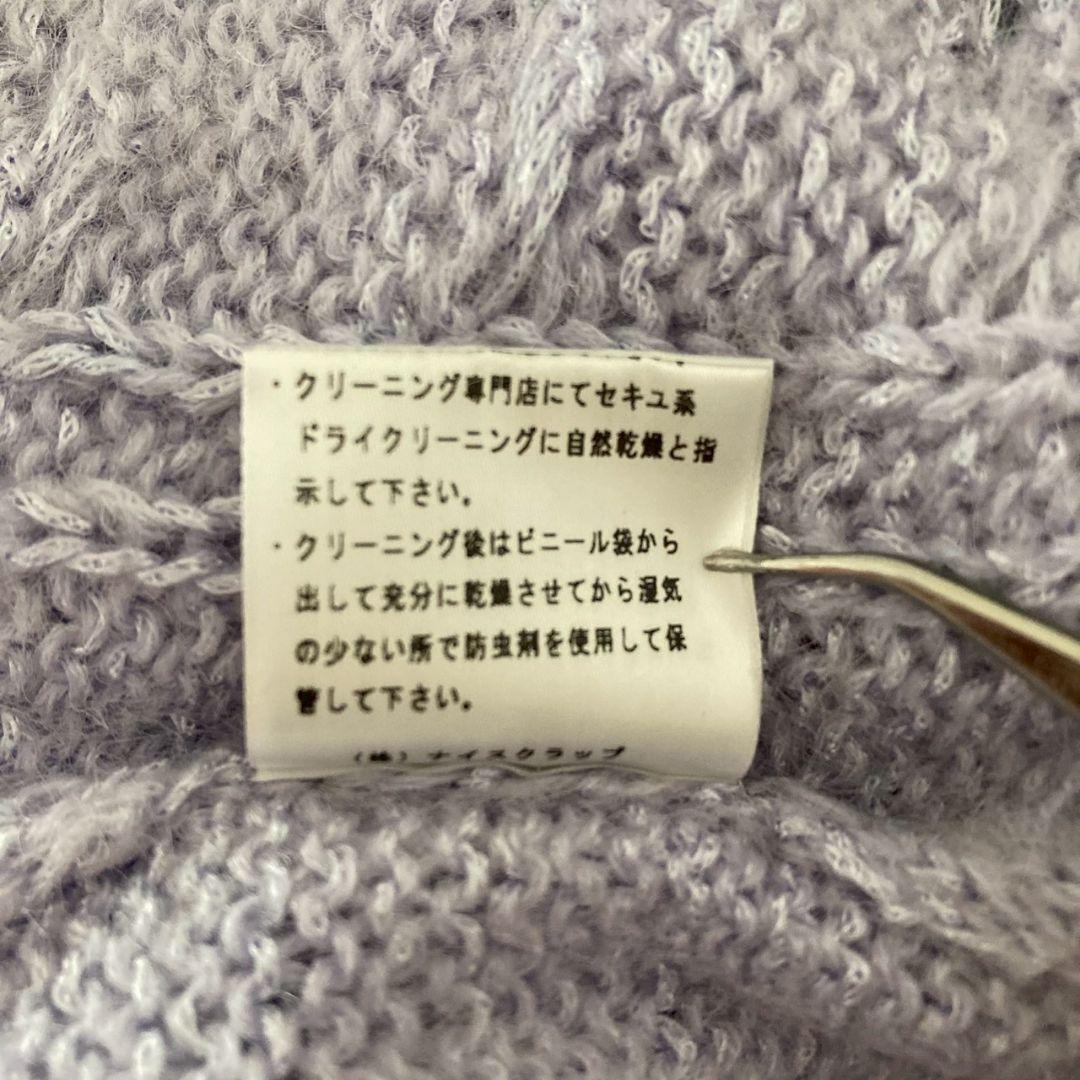 ・クリーニング専門店にてセキユ系
ドライクリーニングに自然乾燥と指
示して下さい。
・クリーニング後はビニール袋から
出して充分に乾燥させてから湿気
の少ない所で防虫剤を使用して保
管して下さい。
(株)ナイスクラップ